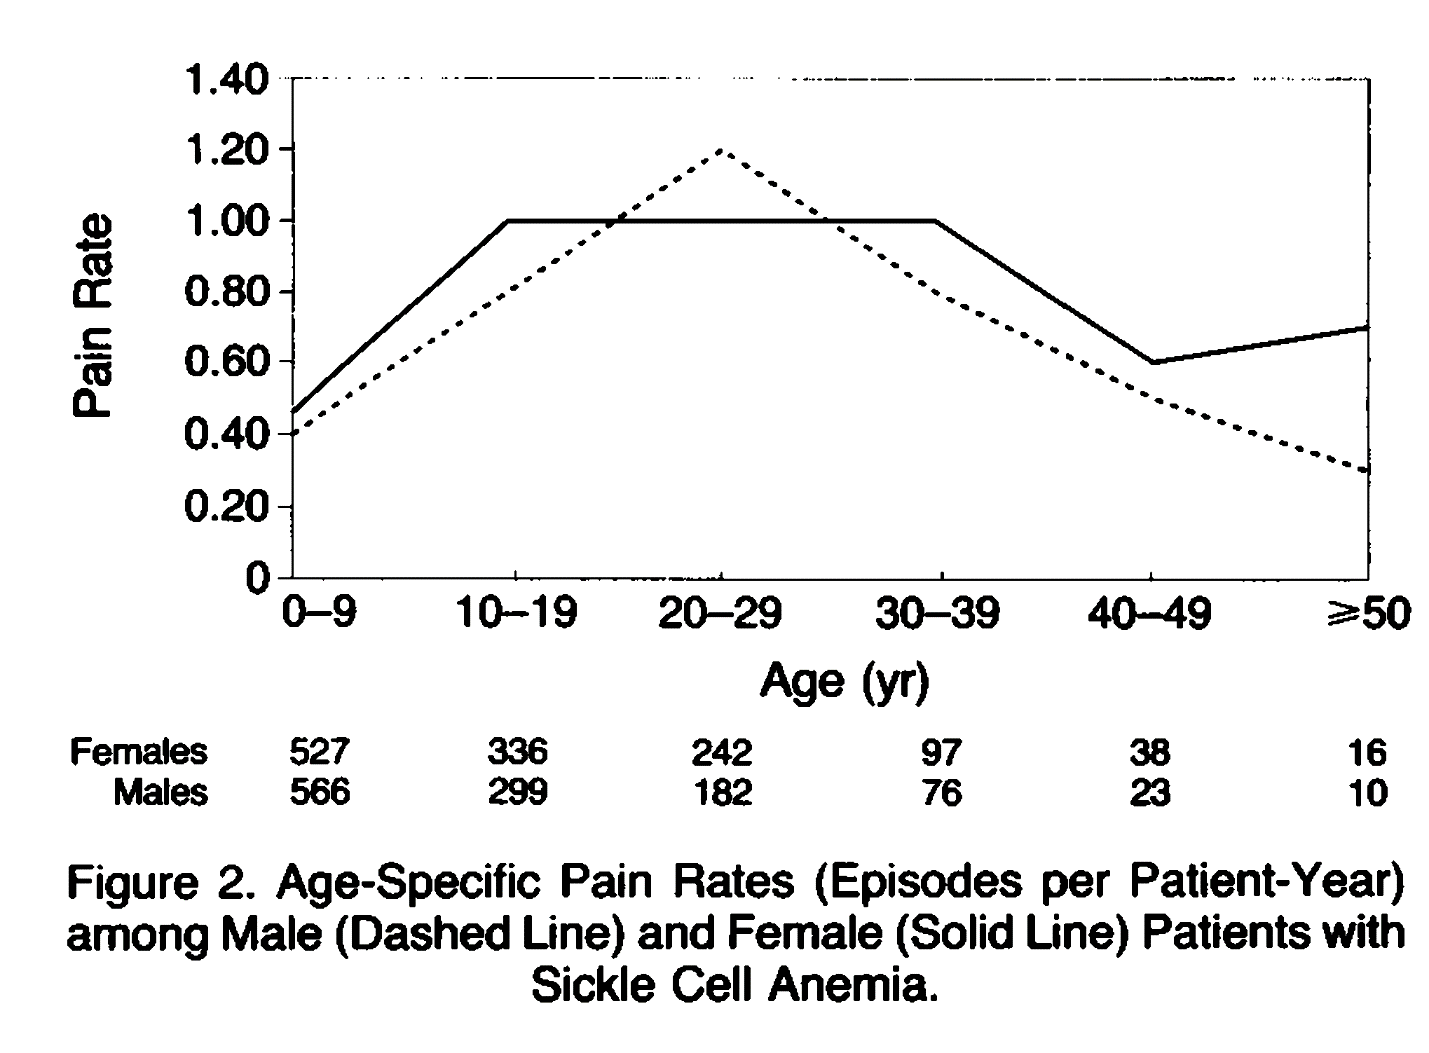 1.40
1.20
1.00
0.80
0.60
0.40
0.20
0
Pain Rate
0–9 10–19 20–29 30–39 40–49 ⩾50
Age (yr)
Females 527 336 242 97 38 16
Males 566 299 182 76 23 10
Figure 2. Age-Specific Pain Rates (Episodes per Patient-Year)
among Male (Dashed Line) and Female (Solid Line) Patients with
Sickle Cell Anemia.